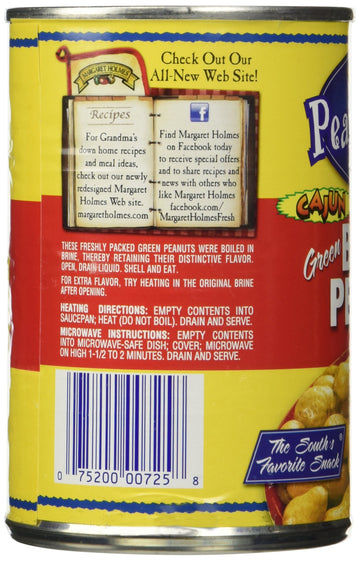 Check Out Our
All-New Web Site!
MARGARET HOLMES
Recipes
For Grandma's
down home recipes
and meal ideas,
check out our newly
redesigned Margaret
Holmes Web site.
margaretholmes.com
f
Find Margaret Holmes
on Facebook today
to receive special offers
and to share recipes and
news with others who
like Margaret Holmes
facebook.com/
MargaretHolmesFresh
THESE FRESHLY PACKED GREEN PEANUTS WERE BOILED IN
BRINE, THEREBY RETAINING THEIR DISTINCTIVE FLAVOR.
OPEN, DRAIN LIQUID. SHELL AND EAT.
FOR EXTRA FLAVOR, TRY HEATING IN THE ORIGINAL BRINE
AFTER OPENING.
HEATING DIRECTIONS: EMPTY CONTENTS INTO
SAUCEPAN; HEAT (DO NOT BOIL). DRAIN AND SERVE.
MICROWAVE INSTRUCTIONS: EMPTY CONTENTS
INTO MICROWAVE-SAFE DISH; COVER; MICROWAVE
ON HIGH 1-1/2 TO 2 MINUTES. DRAIN AND SERVE.
0 75200 00725 8
Pea
CAJUN
Green
B
PE
The South's
Favorite Snack